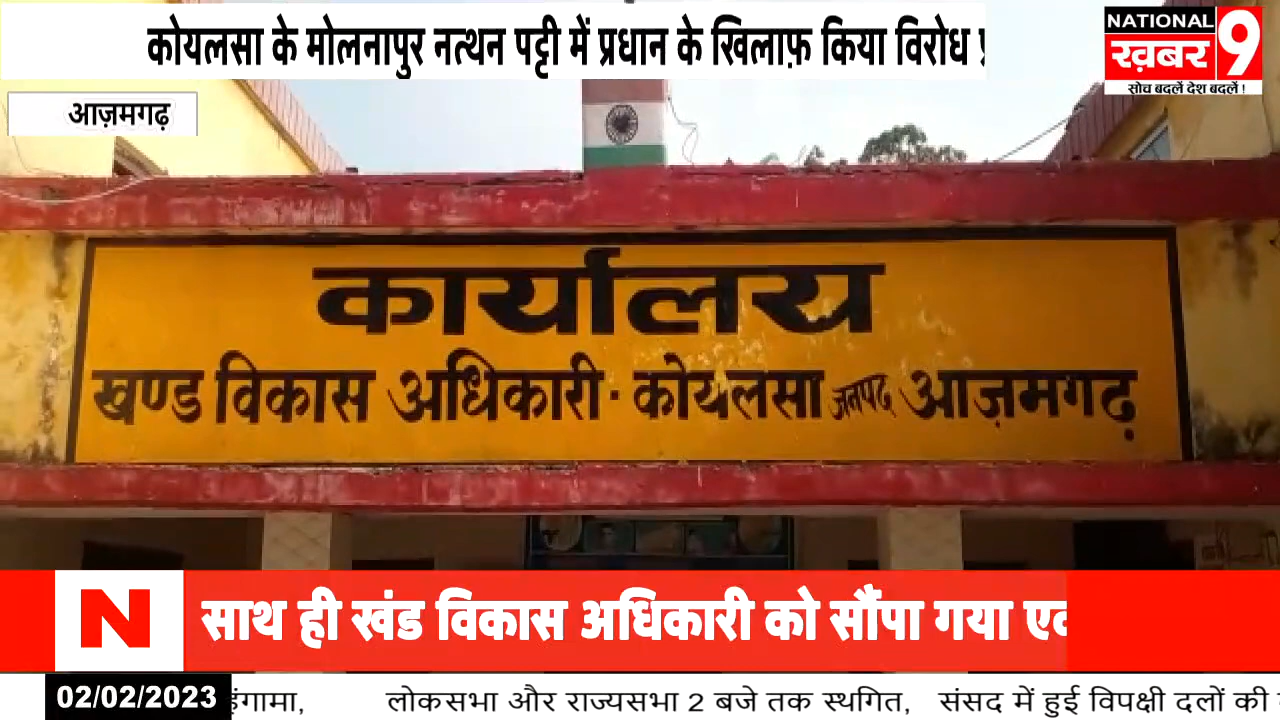 कोयलसा के मोलनापुर नत्थन पट्टी में प्रधान के खिलाफ़ किया विरोध
NATIONAL
ख़बर 9
सोच बदलें देश बदलें !
आज़मगढ़
कार्यालय
खण्ड विकास अधिकारी · कोयलसा जनपद आज़मगढ़
N साथ ही खंड विकास अधिकारी को सौंपा गया
02/02/2023 लोकसभा और राज्यसभा 2 बजे तक स्थगित, संसद में हुई विपक्षी दलों की